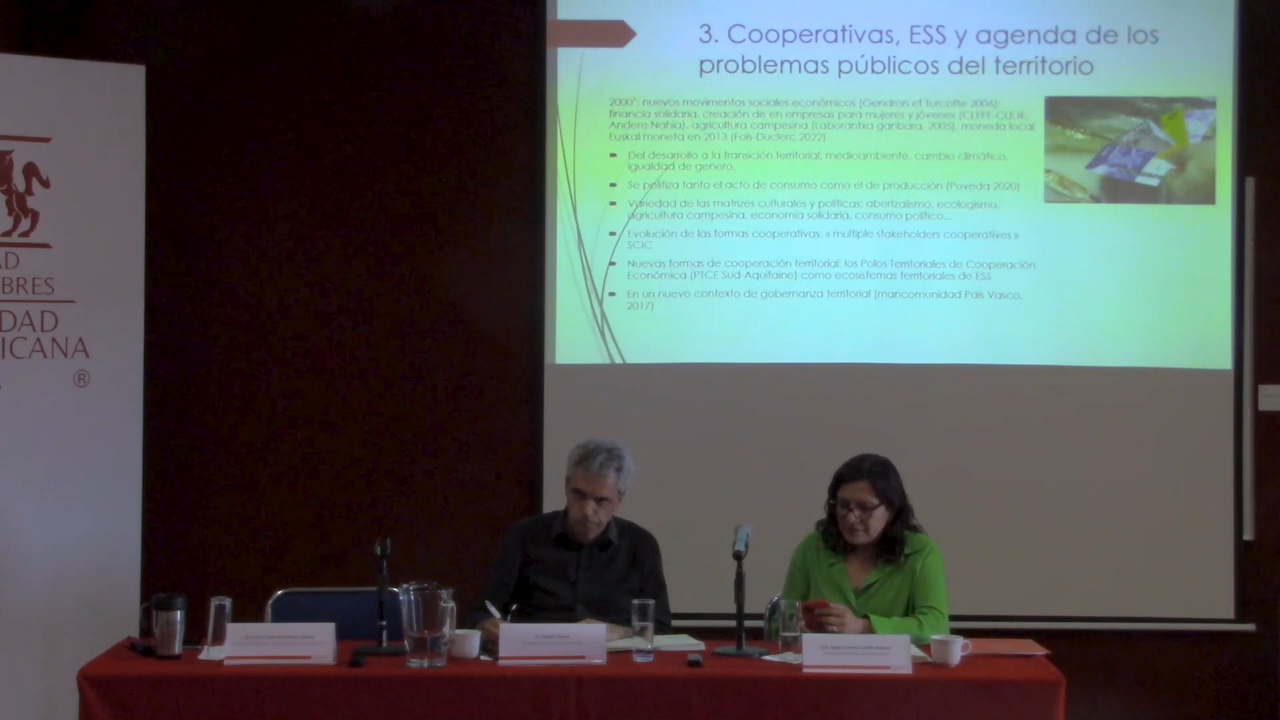 3. Cooperativas, ESS y agenda de los
problemas públicos del territorio
2000': nuevos movimentos sociales económicos (Gendron et Turcotte 2006):
financia solidaria, creación de en empresas para mujeres y jóvenes (CLEFE-CLEJE,
Andere Nahia), agricultura campesina (Laborantxa ganbara, 2005), moneda local
Euskal moneta en 2013 (Fois Duclerc 2022)
Del desarrollo a la transición territorial: medioambiente, cambio climático,
igualdad de genero.
Se politiza tanto el acto de consumo como el de producción (Poveda 2020)
Variedad de las matrizes culturales y políticas: abertzalismo, ecologismo,
agricultura campesina, economía solidaria, consumo político...
Evolución de las formas cooperativas: « multiple stakeholders cooperatives »
SCIC
Nuevas formas de cooperación territorial: los Polos Territoriales de Cooperación
Económica (PTCE Sud-Aquitaine) como ecosistemas territoriales de ESS
En un nuevo contexto de gobernanza territorial (mancomunidad País Vasco,
2017)
AD
BRES
DAD
ICANA
®